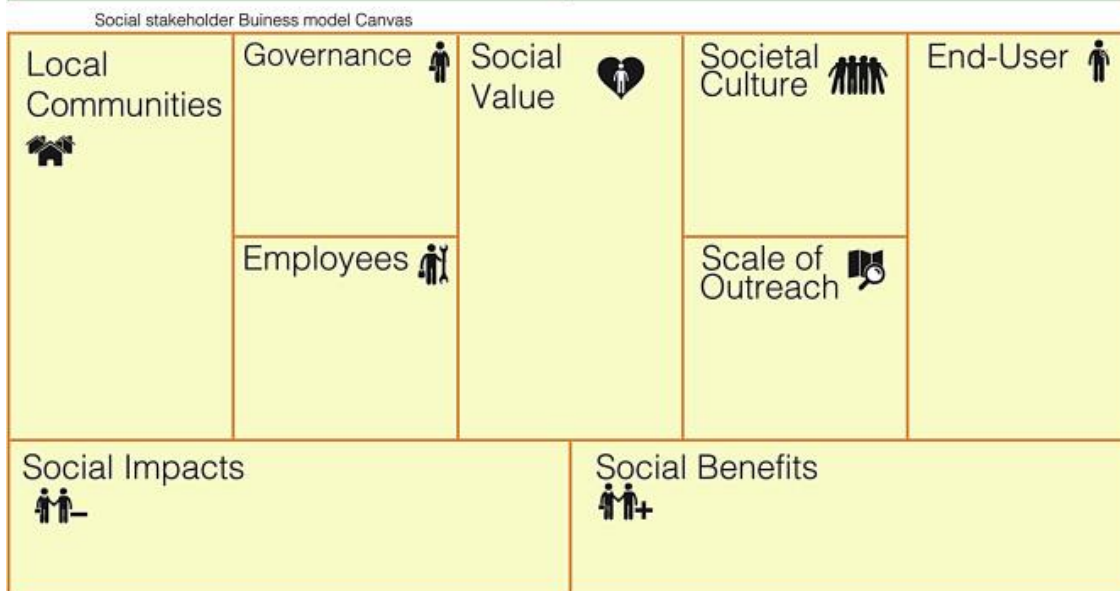 Social stakeholder Buiness model Canvas
Local
Communities
Governance
Employees
Social
Value
Societal
Culture
Scale of
Outreach
End-User
Social Impacts
Social Benefits